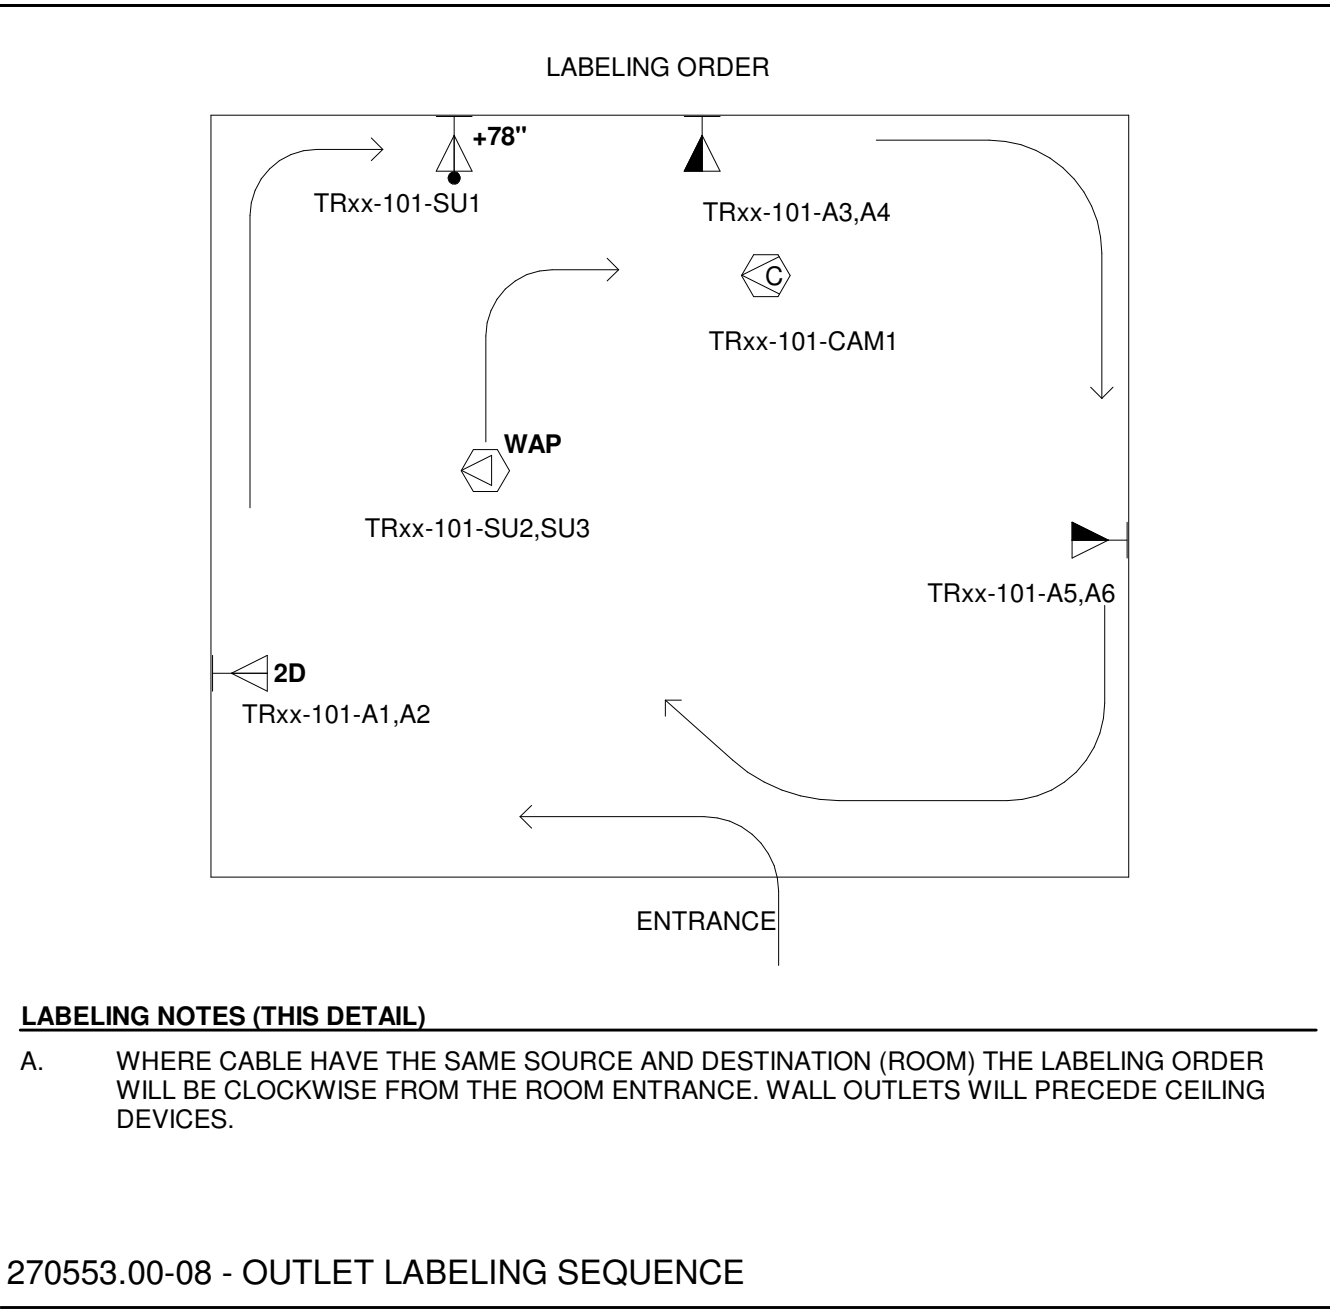 LABELING ORDER
+78"
TRxx-101-SU1
TRxx-101-A3,A4
C
TRxx-101-CAM1
WAP
TRxx-101-SU2,SU3
TRxx-101-A5,A6
2D
TRxx-101-A1,A2
ENTRANCE
LABELING NOTES (THIS DETAIL)
A. WHERE CABLE HAVE THE SAME SOURCE AND DESTINATION (ROOM) THE LABELING ORDER
WILL BE CLOCKWISE FROM THE ROOM ENTRANCE. WALL OUTLETS WILL PRECEDE CEILING
DEVICES.
270553.00-08 - OUTLET LABELING SEQUENCE